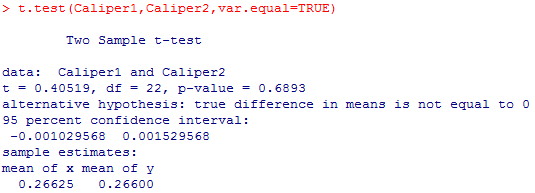 > t.test(Caliper1,Caliper2,var.equal=TRUE)
Two Sample t-test
data: Caliper1 and Caliper2
t = 0.40519, df = 22, p-value = 0.6893
alternative hypothesis: true difference in means is not equal to 0
95 percent confidence interval:
-0.001029568 0.001529568
sample estimates:
mean of x mean of y
0.26625 0.26600